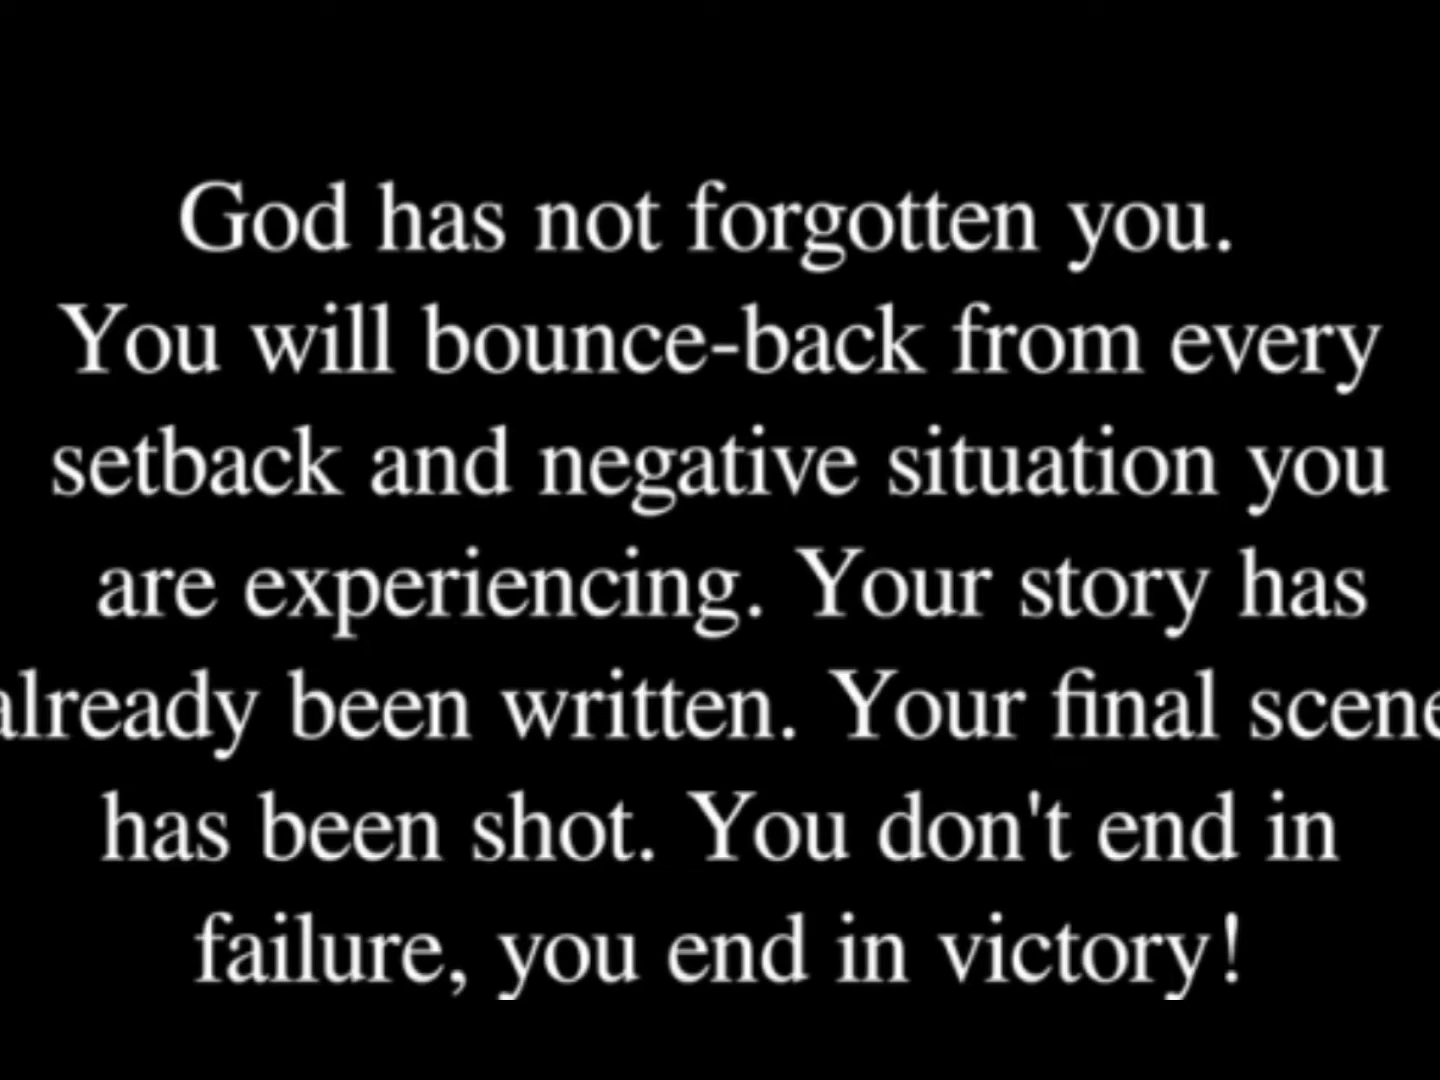 God has not forgotten you.
You will bounce-back from every
setback and negative situation you
are experiencing. Your story has
already been written. Your final scene
has been shot. You don't end in
failure, you end in victory!